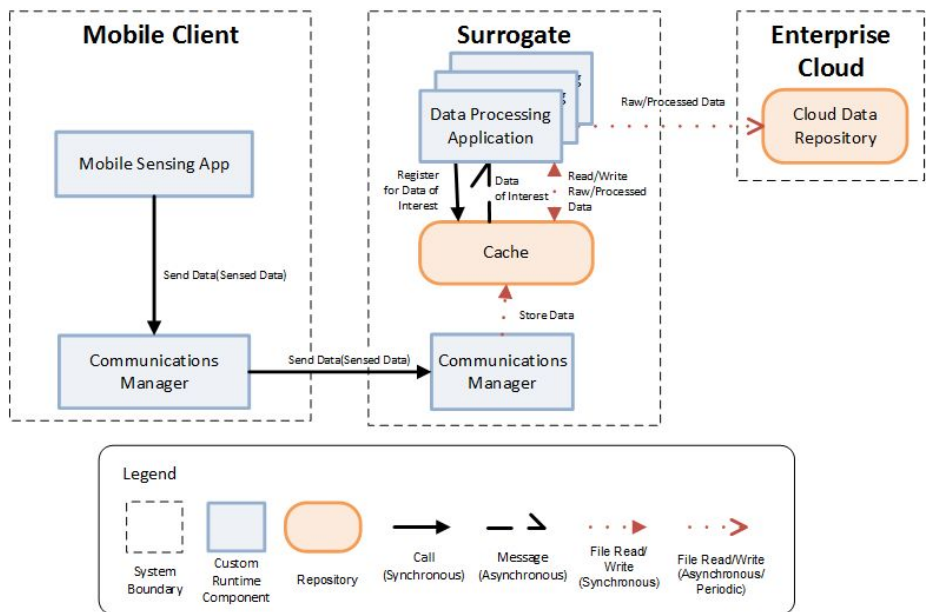 Mobile Client
Surrogate
Enterprise
Cloud
Mobile Sensing App
Send Data(Sensed Data)
Communications
Manager
Send Data(Sensed Data)
Data Processing
Application
Register
for Data of
Interest
Data
of Interest
Read/Write
Raw/Processed
Data
Cache
Store Data
Communications
Manager
Raw/Processed Data
Cloud Data
Repository
Legend
System
Boundary
Custom
Runtime
Component
Repository
Call
(Synchronous)
Message
(Asynchronous)
File Read/
Write
(Synchronous)
File Read/Write
(Asynchronous/
Periodic)